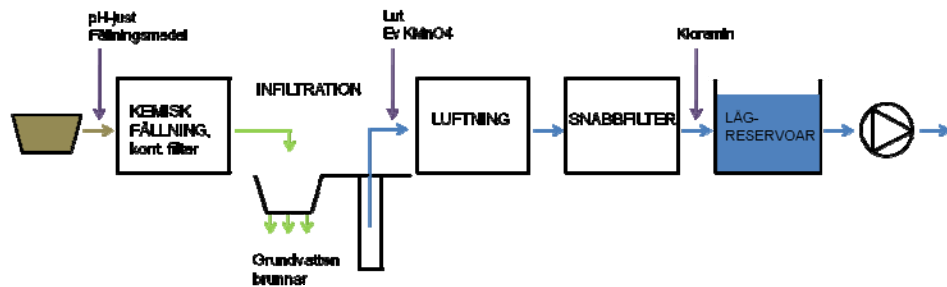 pH-just
Fällningsmedel
Lut
Ev KMnO4
Kloramin
INFILTRATION
KEMISK
FÄLLNING,
kont. filter
LUFTNING
SNABBFILTER
LÅG-
RESERVOAR
Grundvatten
brunnar